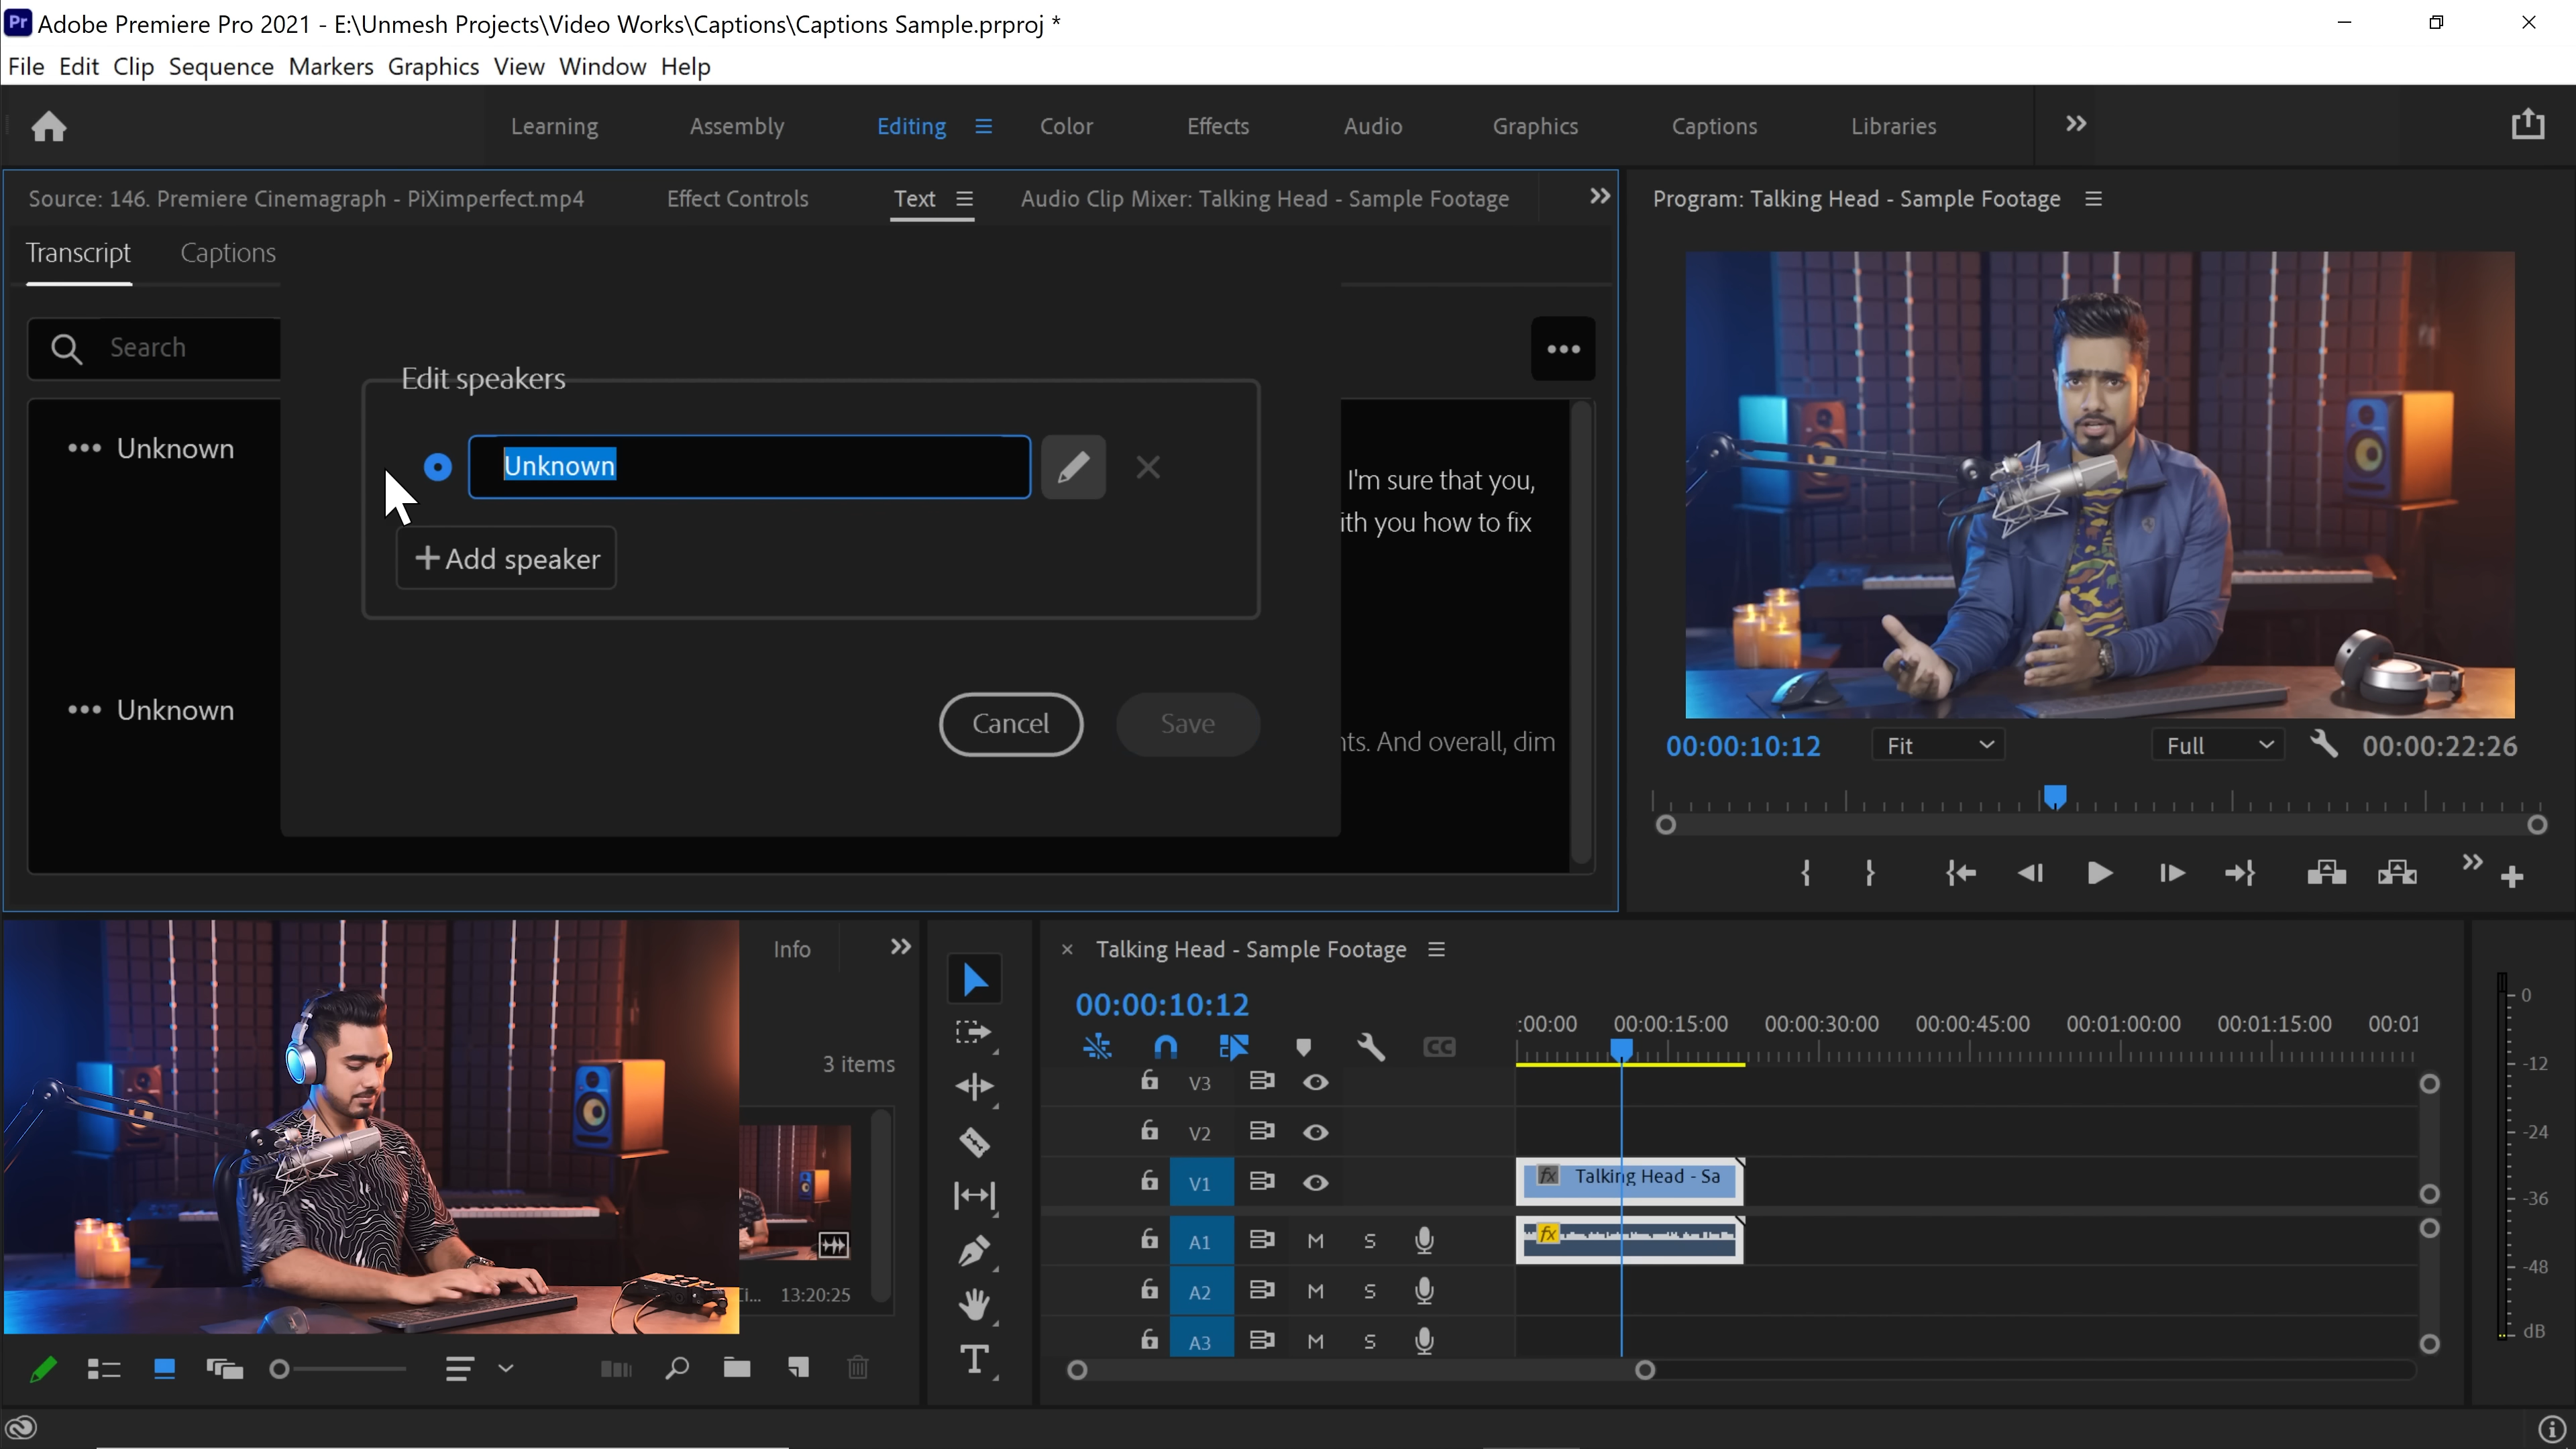 Pr Adobe Premiere Pro 2021 - E:\Unmesh Projects\Video Works\Captions\Captions Sample.prproj *
File Edit Clip Sequence Markers Graphics View Window Help
Learning Assembly Editing Color Effects Audio Graphics Captions Libraries
Source: 146. Premiere Cinemagraph - PiXimperfect.mp4 Effect Controls Text Audio Clip Mixer: Talking Head - Sample Footage
Program: Talking Head - Sample Footage
Transcript Captions
Search
Edit speakers
Unknown
Unknown
I'm sure that you,
ith you how to fix
+ Add speaker
Unknown
Cancel Save
nts. And overall, dim
00:00:10:12 Fit Full 00:00:22:26
Info
3 items
i... 13:20:25
× Talking Head - Sample Footage
00:00:10:12
:00:00 00:00:15:00 00:00:30:00 00:00:45:00 00:01:00:00 00:01:15:00 00:01
V3
V2
V1 fx Talking Head - Sa
A1 M S fx
A2 M S
A3 M S
0
-12
-24
-36
-48
dB